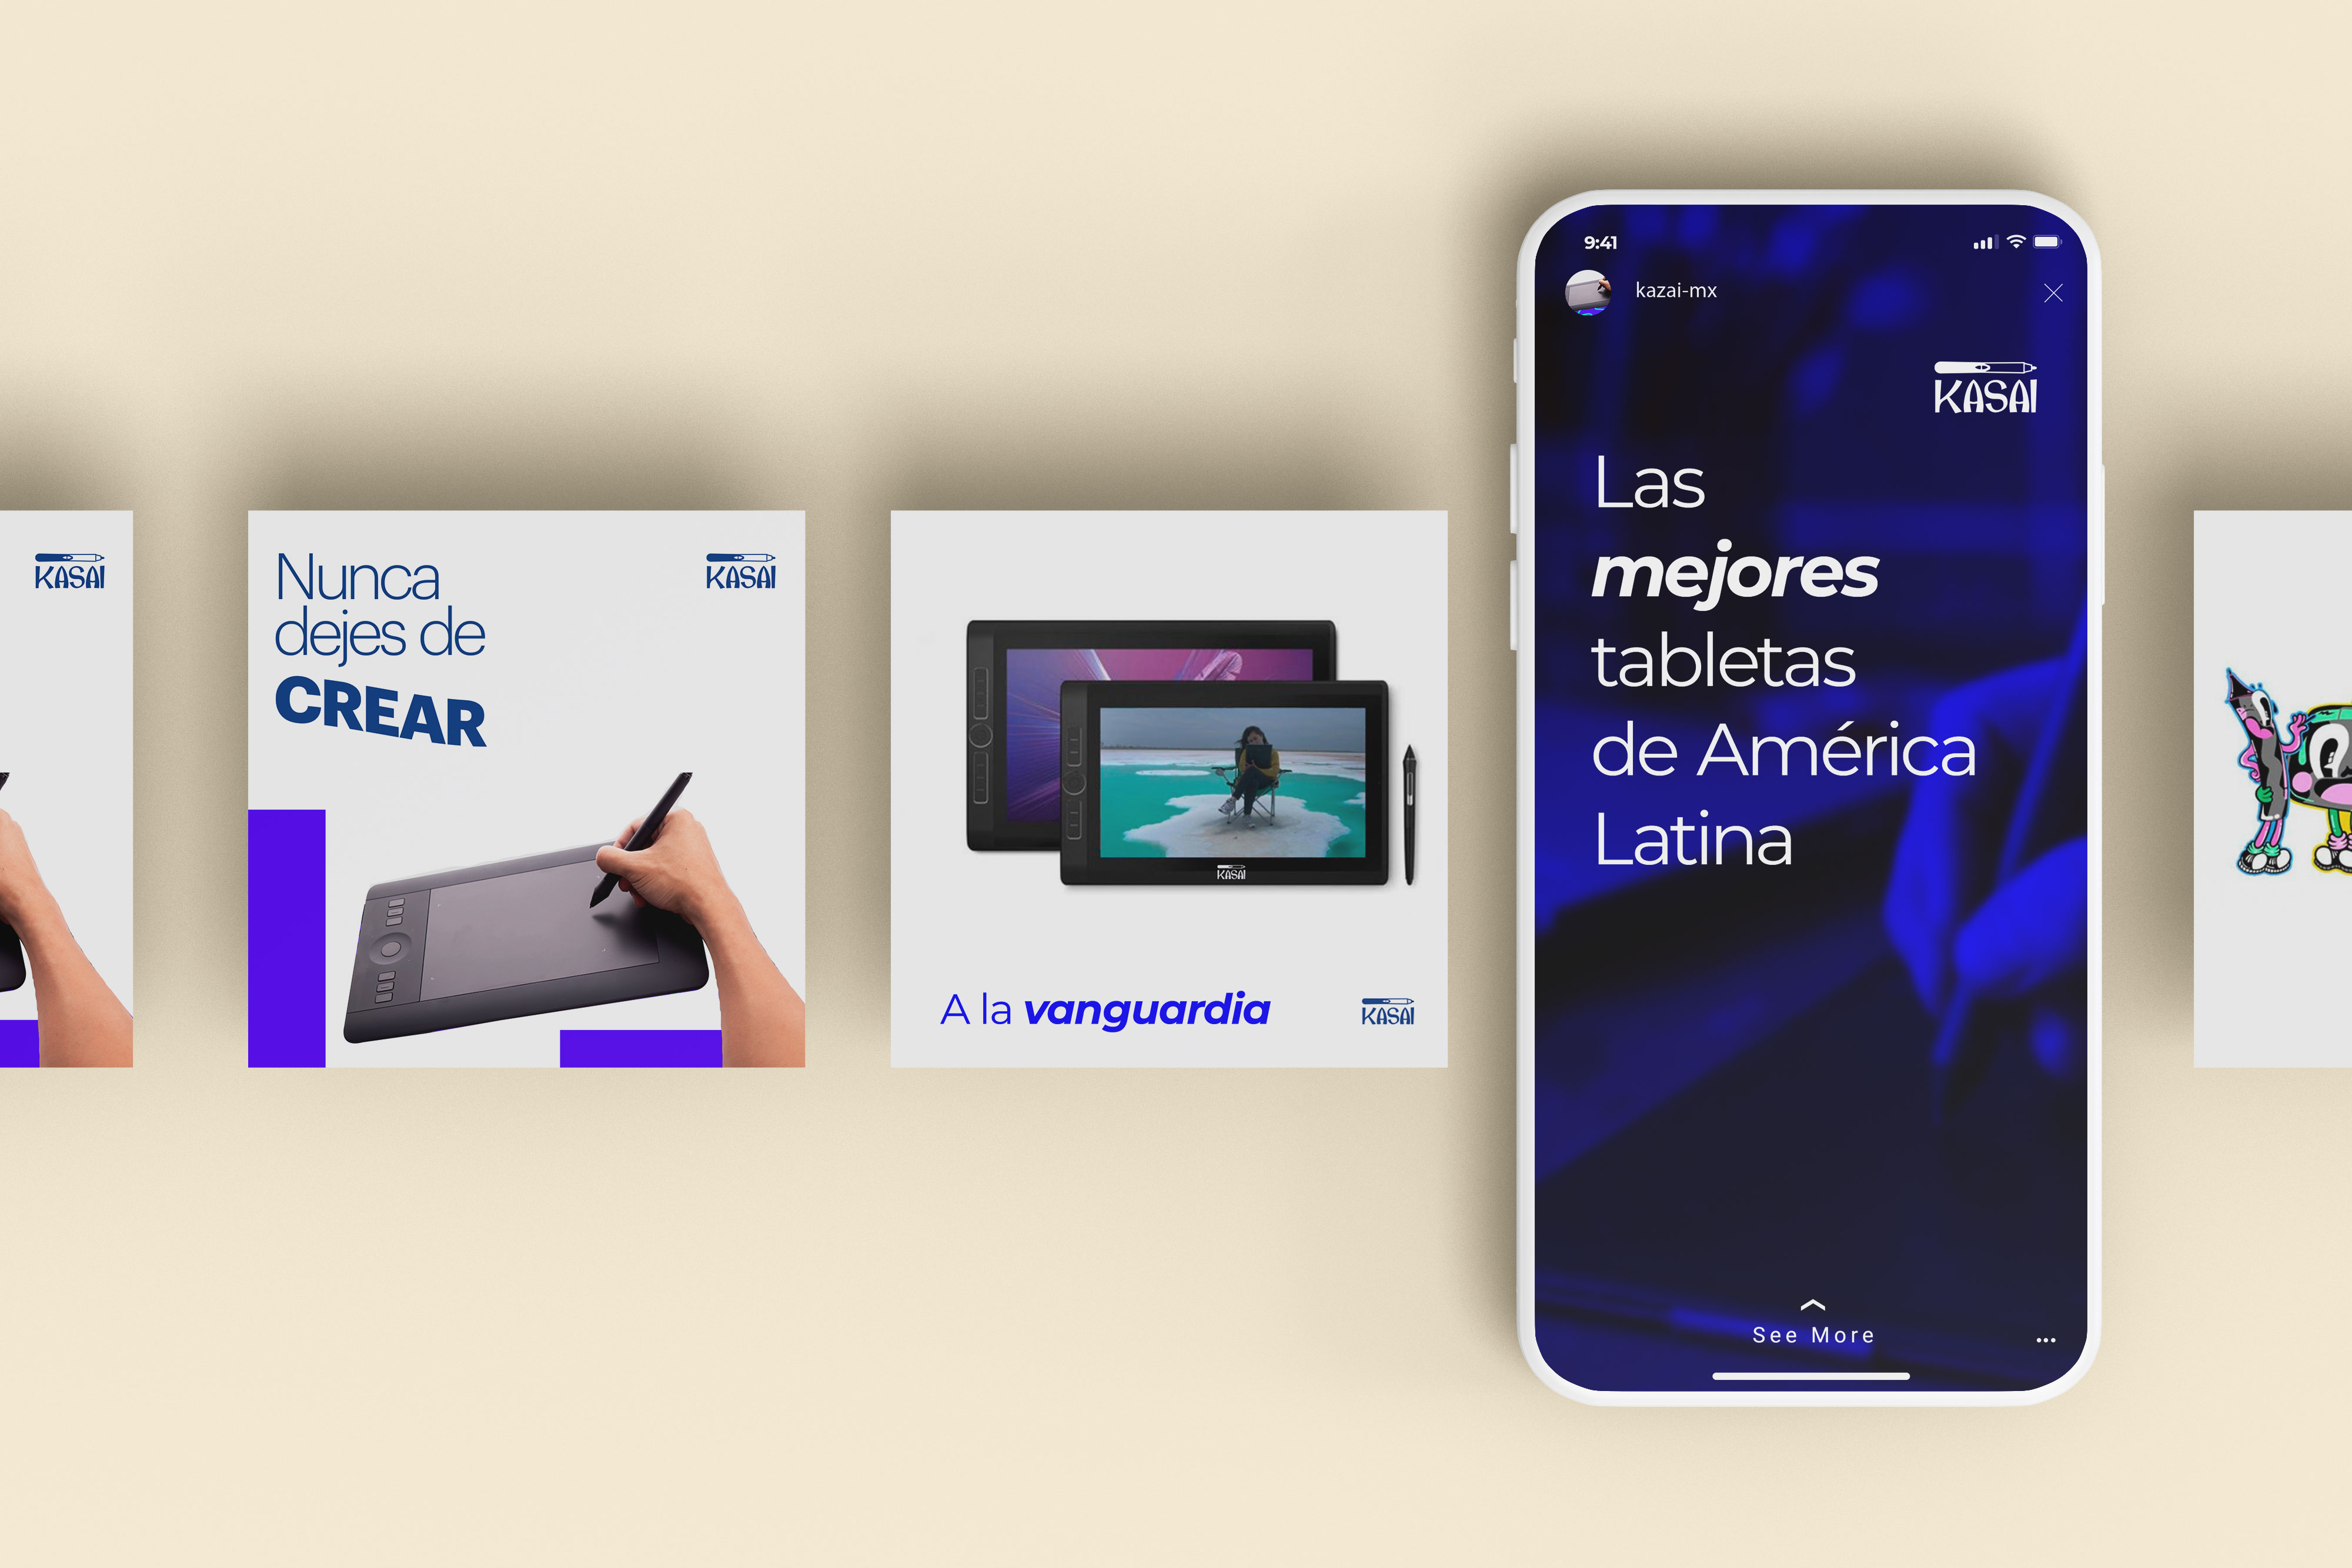 KASAI
Nunca
dejes de
CREAR
KASAI
KASAI
A la vanguardia
KASAI
9:41
kazai-mx
KASAI
Las
mejores
tabletas
de América
Latina
See More